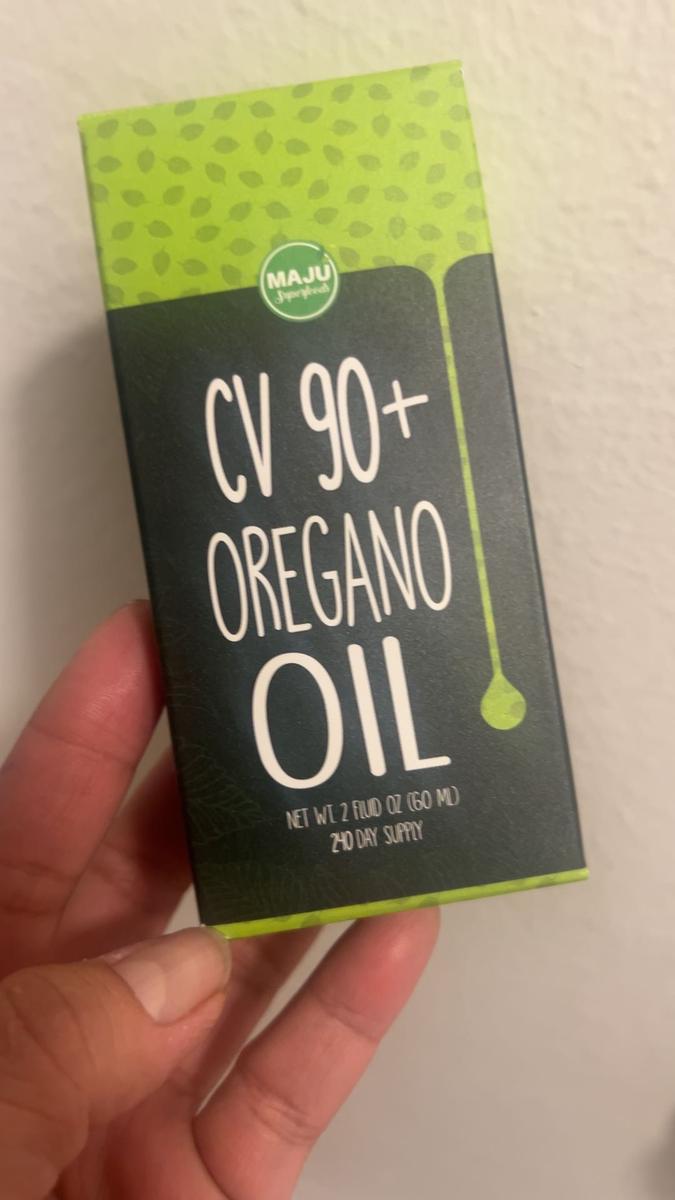 MAJU
Superfoods
CV 90+
OREGANO
OIL
NET WT. 2 FLUID OZ (60 ML)
240 DAY SUPPLY